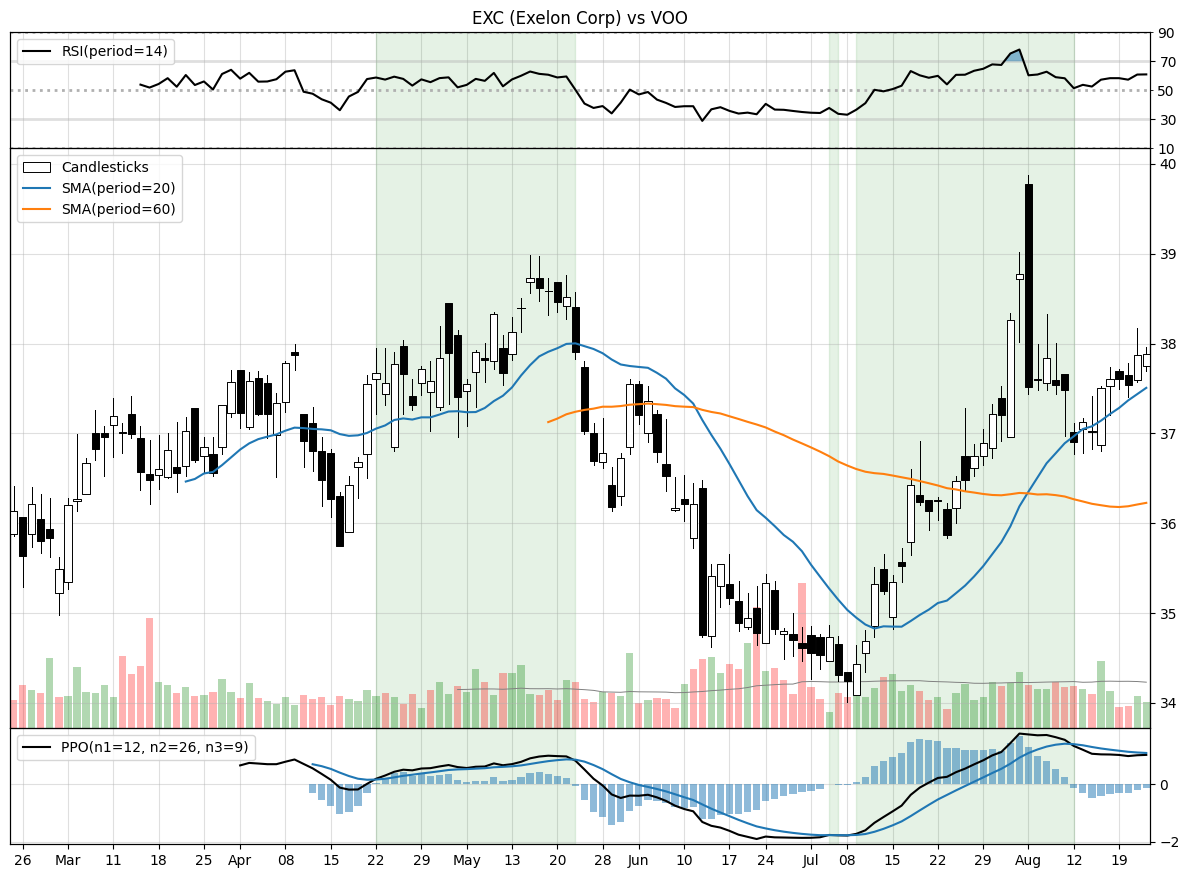 EXC (Exelon Corp) vs VOO
RSI(period=14)
90
70
50
30
10
Candlesticks
SMA(period=20)
SMA(period=60)
40
39
38
37
36
35
34
PPO(n1=12, n2=26, n3=9)
0
−2
26 Mar 11 18 25 Apr 08 15 22 29 May 13 20 28 Jun 10 17 24 Jul 08 15 22 29 Aug 12 19